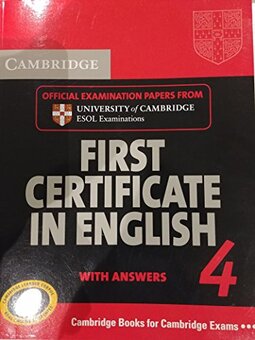 CAMBRIDGE
OFFICIAL EXAMINATION PAPERS FROM
UNIVERSITY of CAMBRIDGE
ESOL Examinations
FIRST
CERTIFICATE
IN ENGLISH
WITH ANSWERS
4
Cambridge Books for Cambridge Exams